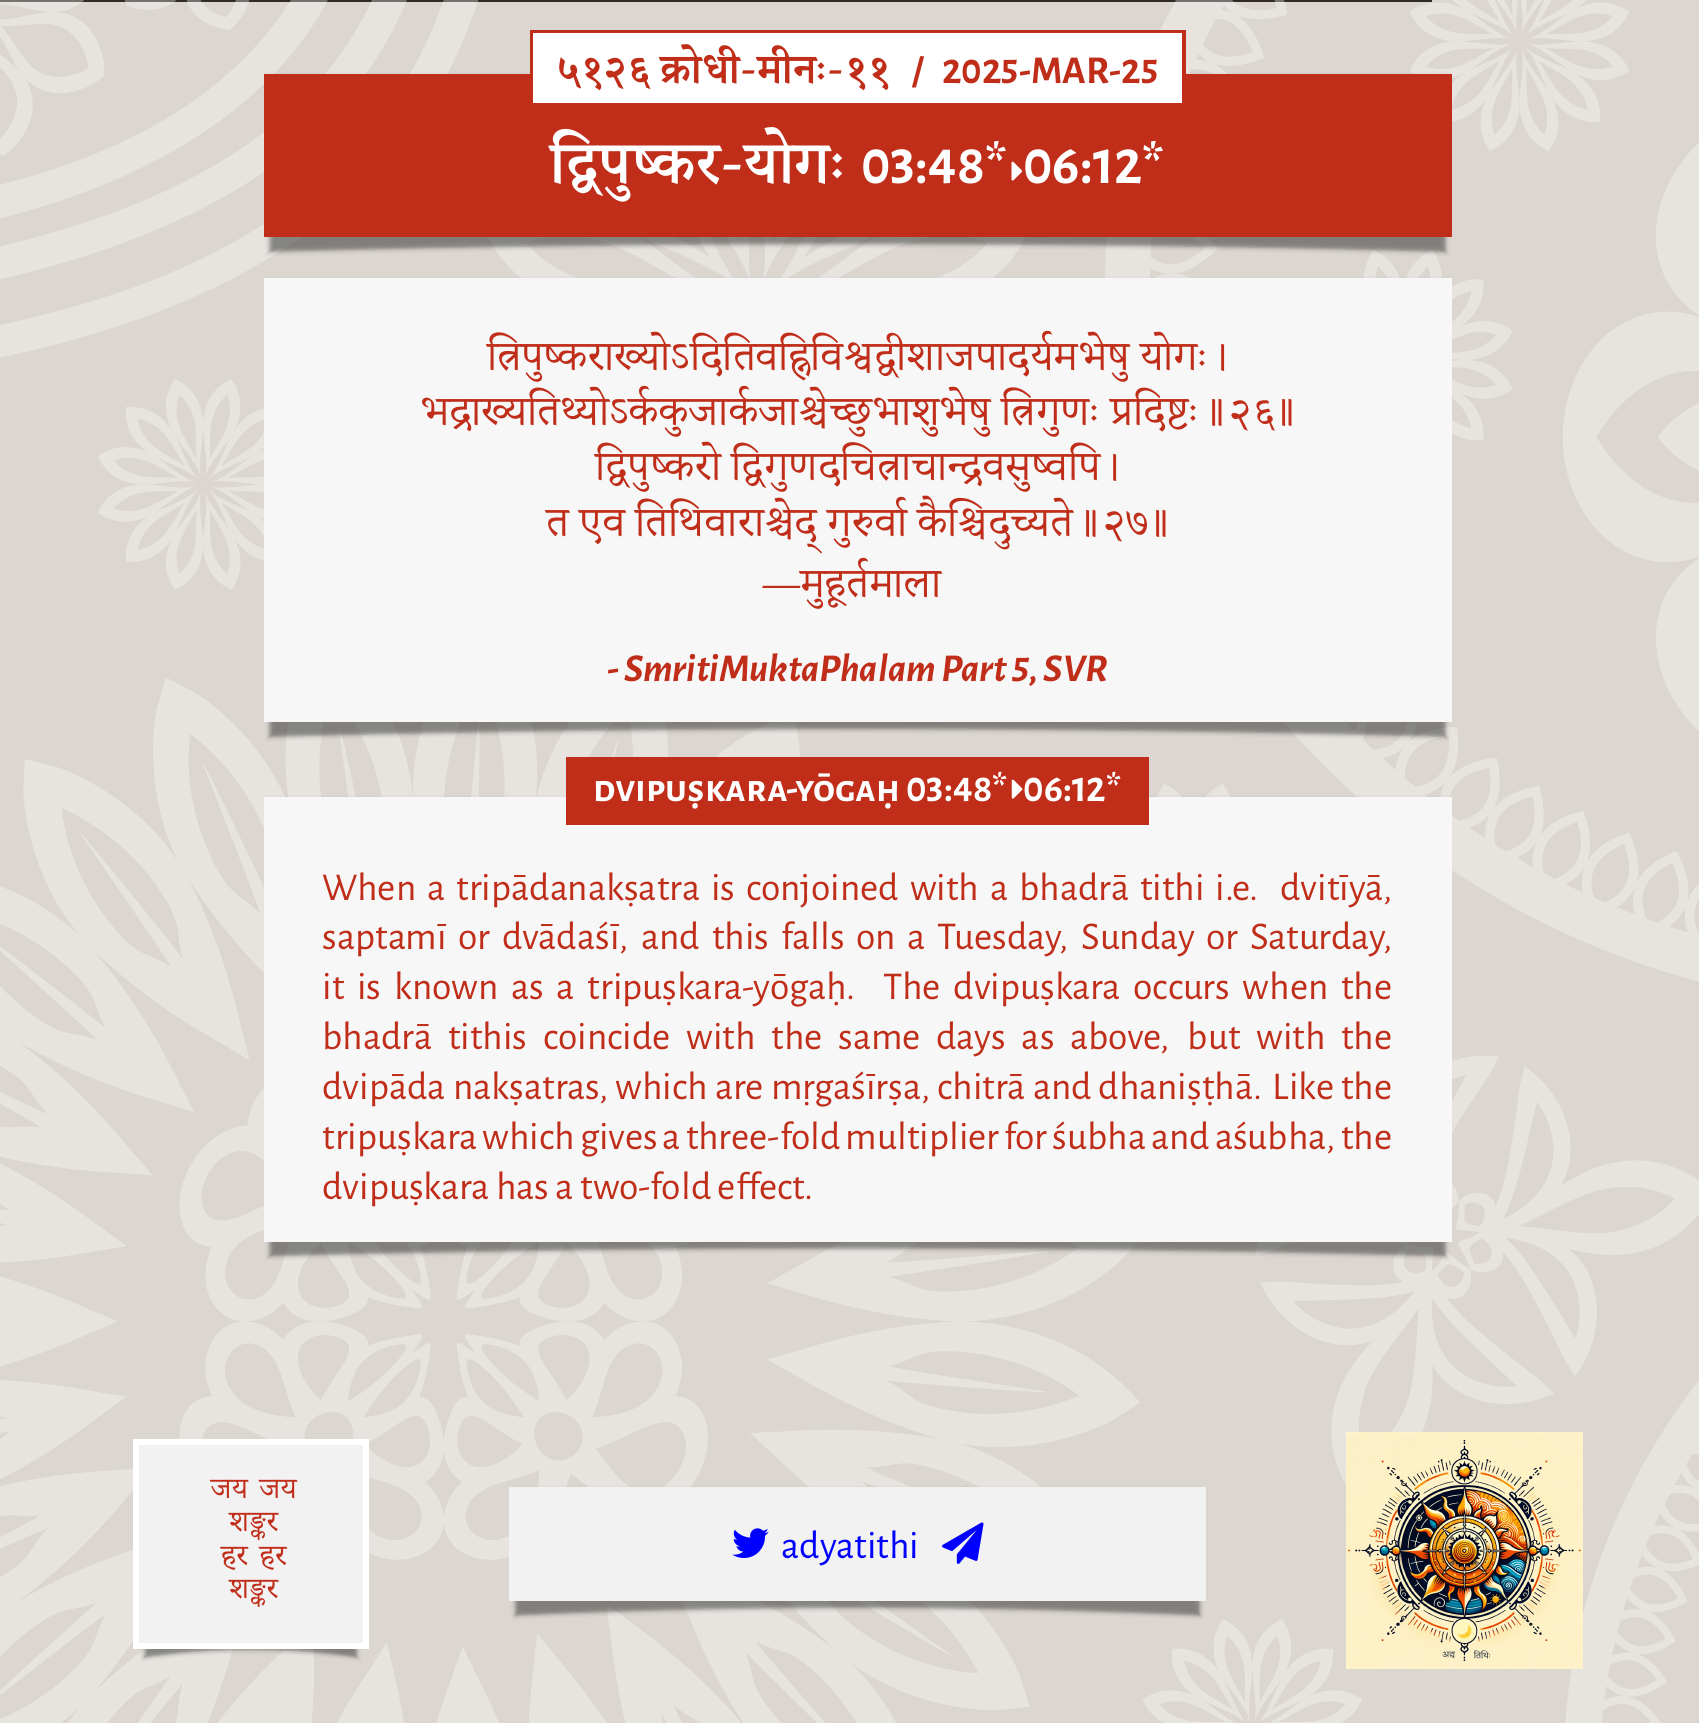 ५१२६ क्रोधी-मीनः-११ / 2025-MAR-25
द्विपुष्कर-योगः 03:48*▸06:12*
त्रिपुष्कराख्योऽदितिवह्निविश्वद्वीशाजपादर्यमभेषु योगः।
भद्राख्यतिथ्योऽर्ककुजार्कजाश्चेच्छुभाशुभेषु त्रिगुणः प्रदिष्टः॥२६॥
द्विपुष्करो द्विगुणदचित्राचान्द्रवसुष्वपि।
त एव तिथिवाराश्चेद् गुरुर्वा कैश्चिदुच्यते॥२७॥
—मुहूर्तमाला
- SmritiMuktaPhalam Part 5, SVR
DVIPUṢKARA-YŌGAḤ 03:48*▸06:12*
When a tripādanakṣatra is conjoined with a bhadrā tithi i.e. dvitīyā,
saptamī or dvādaśī, and this falls on a Tuesday, Sunday or Saturday,
it is known as a tripuṣkara-yōgaḥ. The dvipuṣkara occurs when the
bhadrā tithis coincide with the same days as above, but with the
dvipāda nakṣatras, which are mṛgaśīrṣa, chitrā and dhaniṣṭhā. Like the
tripuṣkara which gives a three-fold multiplier for śubha and aśubha, the
dvipuṣkara has a two-fold effect.
जय जय
शङ्कर
हर हर
शङ्कर
adyatithi
अद्य तिथिः